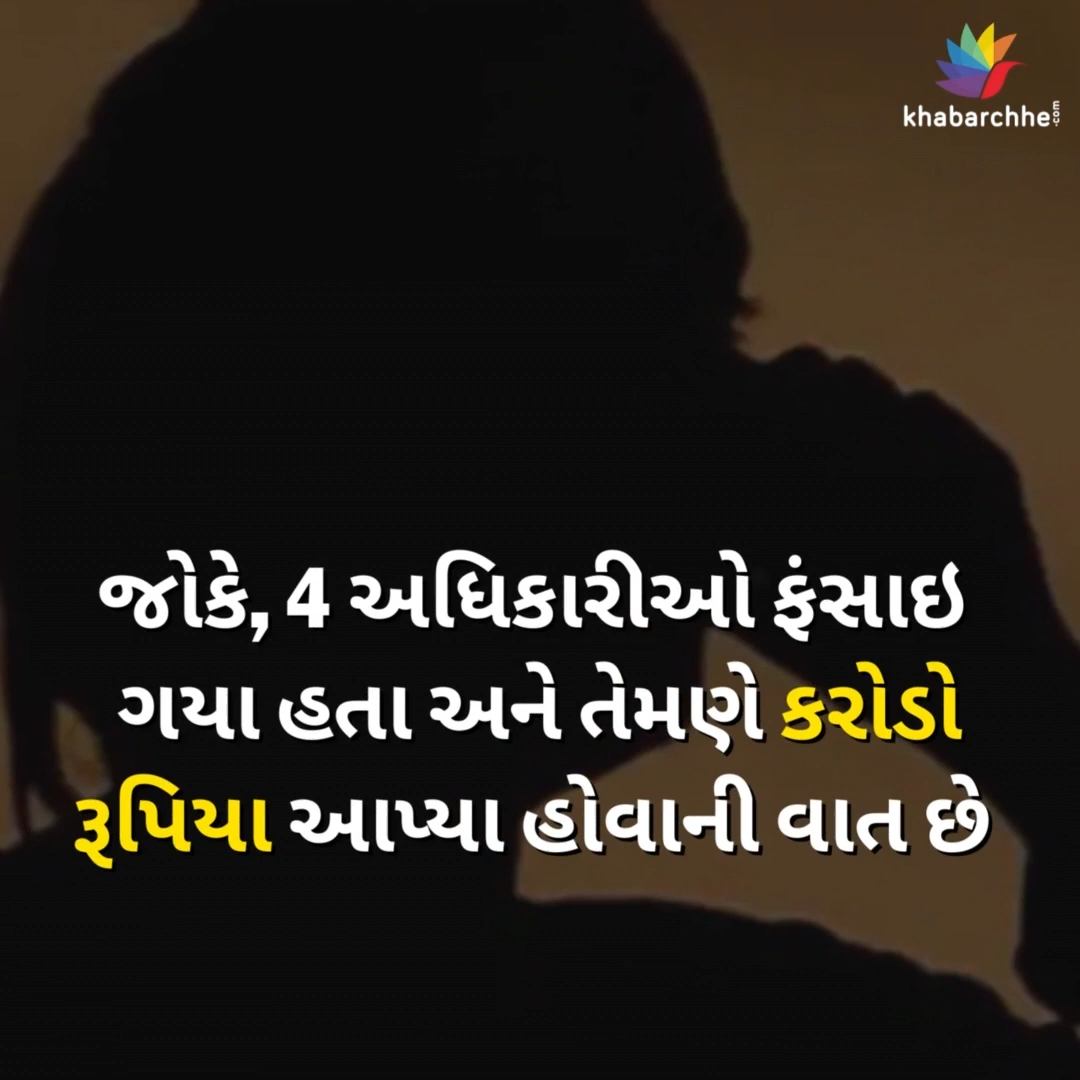 khabarchhe.com
જોકે, 4 અધિકારીઓ ફંસાઇ
ગયા હતા અને તેમણે કરોડો
રૂપિયા આપ્યા હોવાની વાત છે